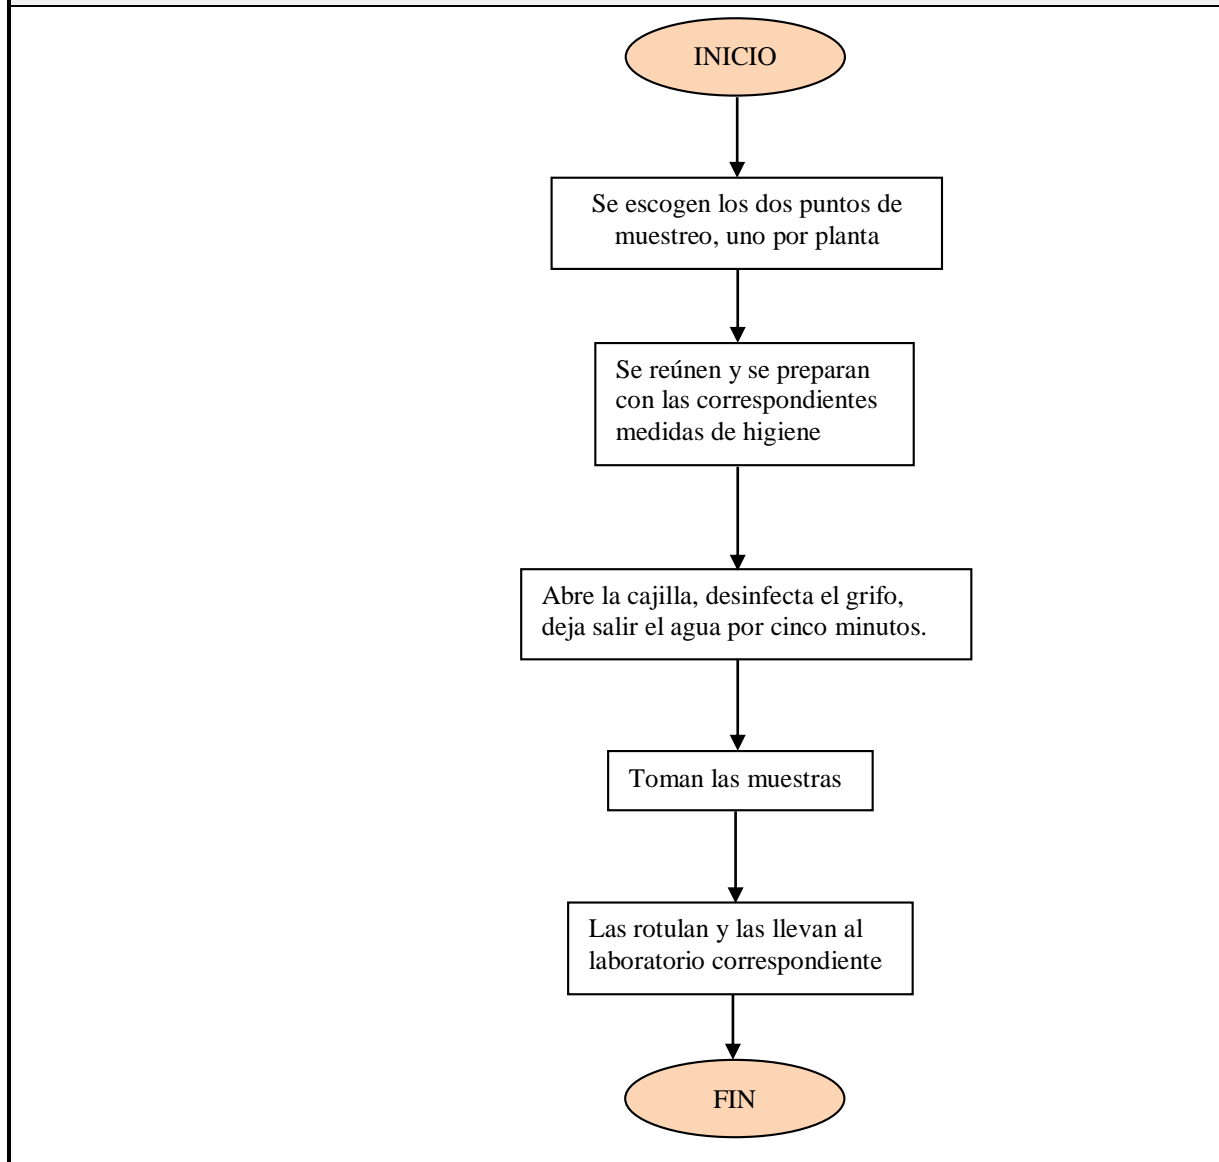 INICIO
Se escogen los dos puntos de
muestreo, uno por planta
Se reúnen y se preparan
con las correspondientes
medidas de higiene
Abre la cajilla, desinfecta el grifo,
deja salir el agua por cinco minutos.
Toman las muestras
Las rotulan y las llevan al
laboratorio correspondiente
FIN